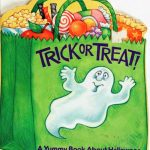 TRICK OR TREAT!
A Yummy Book About Halloween